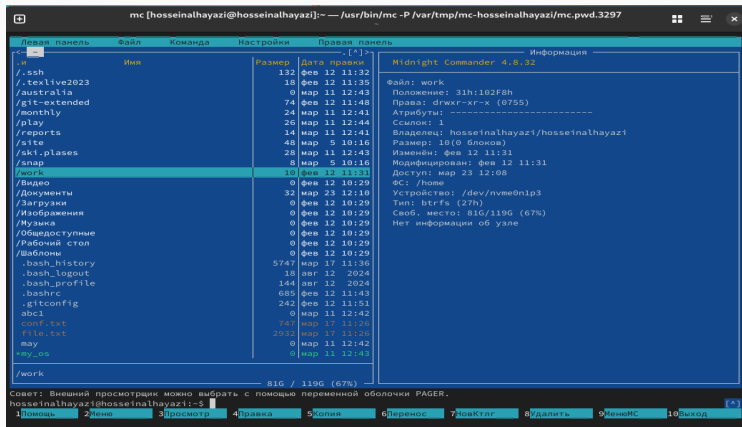 mc [hosseinalhayazi@hosseinalhayazi]:~ — /usr/bin/mc -P /var/tmp/mc-hosseinalhayazi/mc.pwd.3297
Левая панель Файл Команда Настройки Правая панель
<— ~ .[^]>
.и Имя Размер Дата правки
/.ssh 132 фев 12 11:32
/.texlive2023 18 фев 12 11:35
/australia 0 мар 11 12:43
/git-extended 74 фев 12 11:48
/monthly 24 мар 11 12:41
/play 26 мар 11 12:44
/reports 14 мар 11 12:41
/site 48 мар 5 10:16
/ski.plases 28 мар 11 12:43
/snap 8 мар 5 10:16
/work 10 фев 12 11:31
/Видео 0 фев 12 10:29
/Документы 32 мар 23 12:10
/Загрузки 0 фев 12 10:29
/Изображения 0 фев 12 10:29
/Музыка 0 фев 12 10:29
/Общедоступные 0 фев 12 10:29
/Рабочий стол 0 фев 12 10:29
/Шаблоны 0 фев 12 10:29
.bash_history 5747 мар 17 11:36
.bash_logout 18 авг 12 2024
.bash_profile 144 авг 12 2024
.bashrc 685 фев 12 11:43
.gitconfig 242 фев 12 11:51
abc1 0 мар 11 12:42
conf.txt 747 мар 17 11:26
file.txt 2932 мар 17 11:26
may 0 мар 11 12:42
*my_os 0 мар 11 12:43
/work
81G / 119G (67%)
Информация
Midnight Commander 4.8.32
Файл: work
Положение: 31h:102F8h
Права: drwxr-xr-x (0755)
Атрибуты: ------------------------
Ссылок: 1
Владелец: hosseinalhayazi/hosseinalhayazi
Размер: 10(0 блоков)
Изменён: фев 12 11:31
Модифицирован: фев 12 11:31
Доступ: мар 23 12:08
ФС: /home
Устройство: /dev/nvme0n1p3
Тип: btrfs (27h)
Своб. место: 81G/119G (67%)
Нет информации об узле
Совет: Внешний просмотрщик можно выбрать с помощью переменной оболочки PAGER.
hosseinalhayazi@hosseinalhayazi:~$ [^]
1Помощь 2Меню 3Просмотр 4Правка 5Копия 6Перенос 7НовКтлг 8Удалить 9МенюМС 10Выход